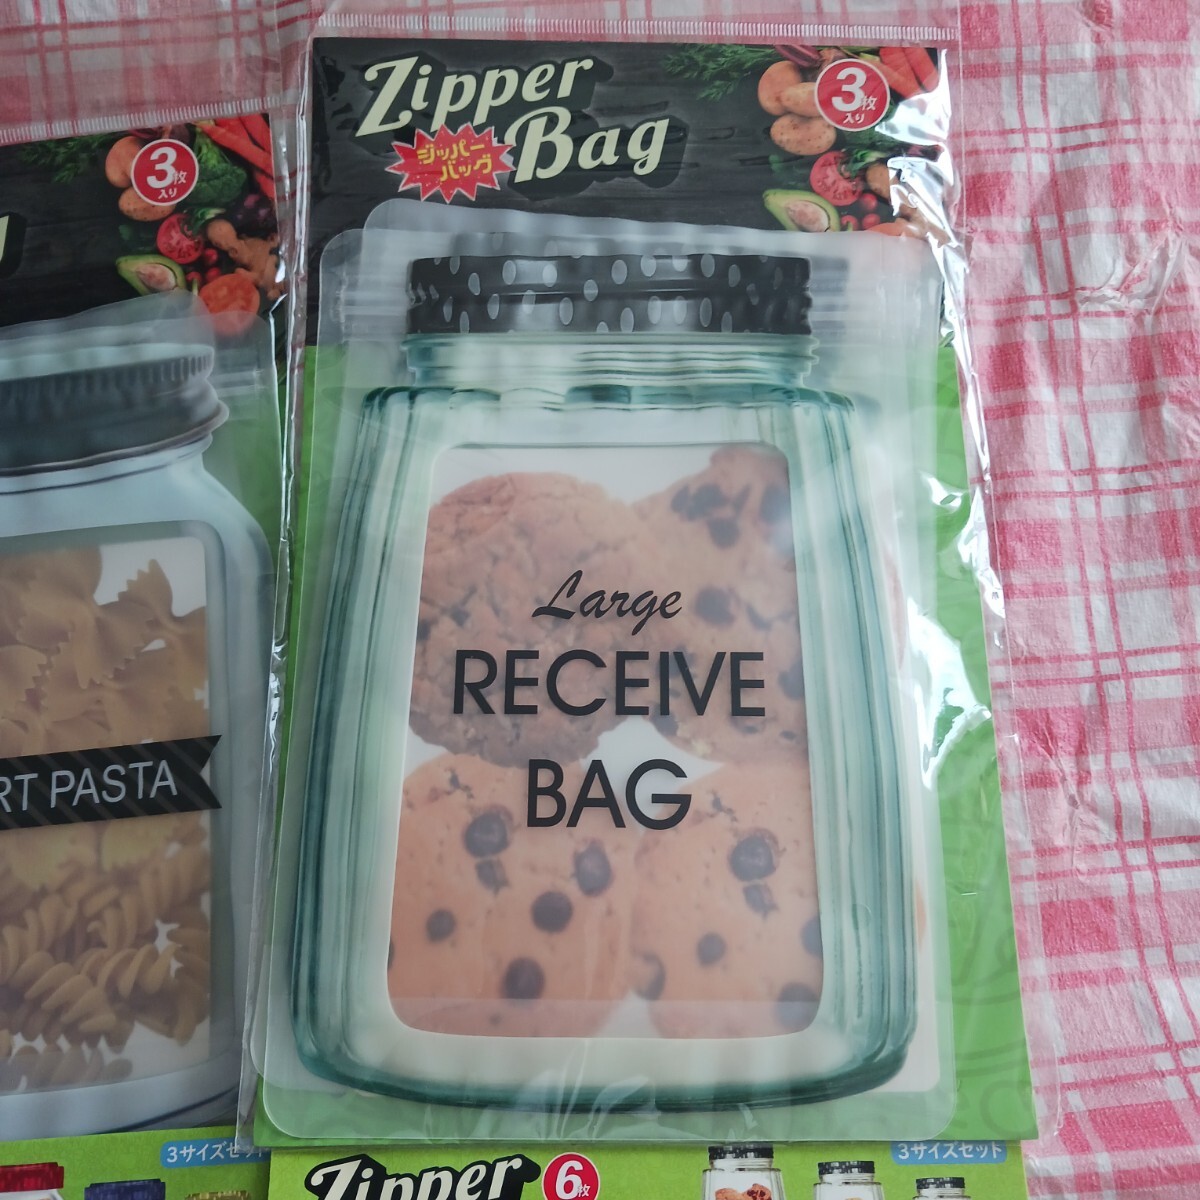 Zipper
Bag
ジッパー
バッグ
3枚
入り
3枚
入り
Large
RECEIVE
BAG
RT PASTA
3サイズセット
3サイズセット
Zipper
6枚